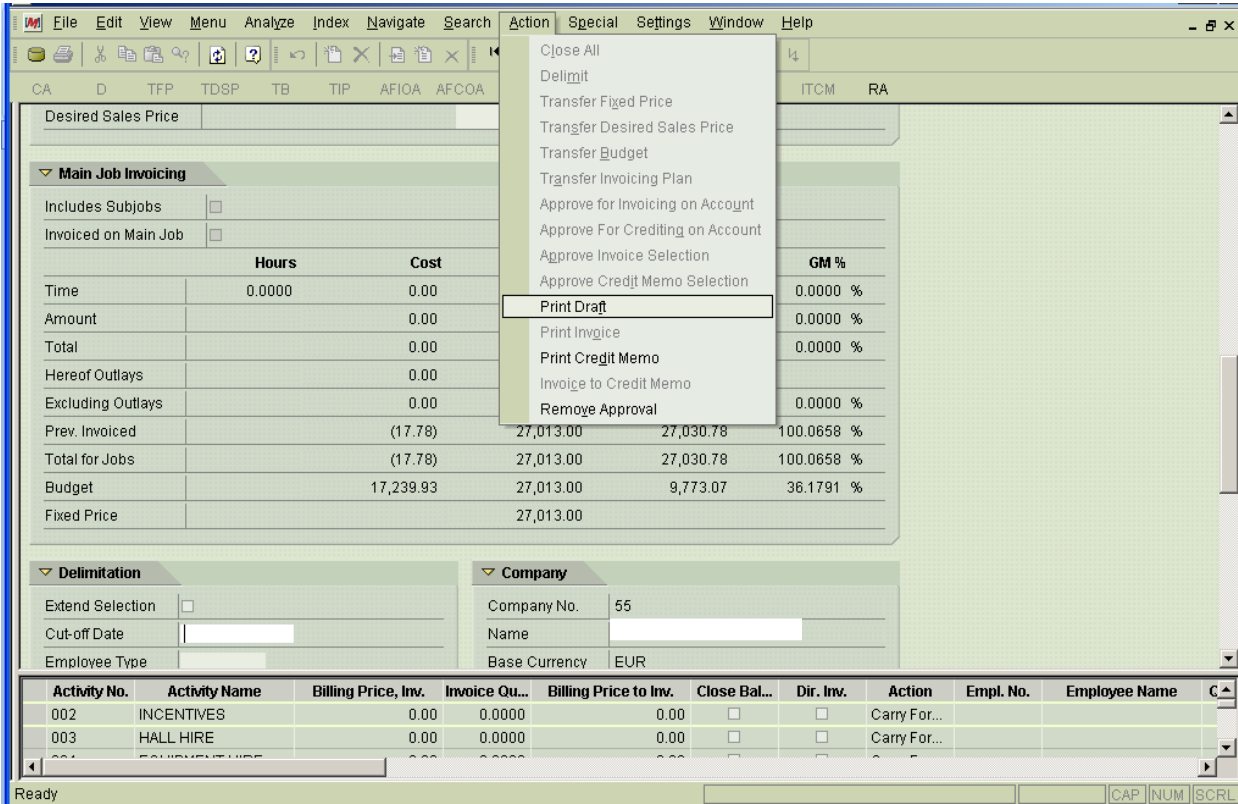 File Edit View Menu Analyze Index Navigate Search Action Special Settings Window Help
CA D TFP TDSP TB TIP AFIOA AFCOA ITCM RA
Close All
Delimit
Transfer Fixed Price
Transfer Desired Sales Price
Transfer Budget
Transfer Invoicing Plan
Approve for Invoicing on Account
Approve For Crediting on Account
Approve Invoice Selection
Approve Credit Memo Selection
Print Draft
Print Invoice
Print Credit Memo
Invoice to Credit Memo
Remove Approval
Desired Sales Price
Main Job Invoicing
Includes Subjobs
Invoiced on Main Job
Hours Cost GM %
Time 0.0000 0.00 0.0000 %
Amount 0.00 0.0000 %
Total 0.00 0.0000 %
Hereof Outlays 0.00
Excluding Outlays 0.00 0.0000 %
Prev. Invoiced (17.78) 27,013.00 27,030.78 100.0658 %
Total for Jobs (17.78) 27,013.00 27,030.78 100.0658 %
Budget 17,239.93 27,013.00 9,773.07 36.1791 %
Fixed Price 27,013.00
Delimitation
Extend Selection
Cut-off Date
Employee Type
Company
Company No. 55
Name
Base Currency EUR
Activity No. Activity Name Billing Price, Inv. Invoice Qu... Billing Price to Inv. Close Bal... Dir. Inv. Action Empl. No. Employee Name
002 INCENTIVES 0.00 0.0000 0.00 Carry For...
003 HALL HIRE 0.00 0.0000 0.00 Carry For...
Ready CAP NUM SCRL